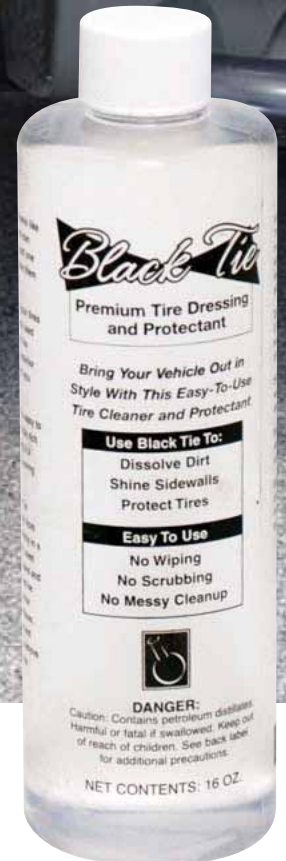 Black Tie
Premium Tire Dressing
and Protectant
Bring Your Vehicle Out in
Style With This Easy-To-Use
Tire Cleaner and Protectant
Use Black Tie To:
Dissolve Dirt
Shine Sidewalls
Protect Tires
Easy To Use
No Wiping
No Scrubbing
No Messy Cleanup
DANGER:
Caution: Contains petroleum distillates.
Harmful or fatal if swallowed. Keep out
of reach of children. See back label
for additional precautions.
NET CONTENTS: 16 OZ.